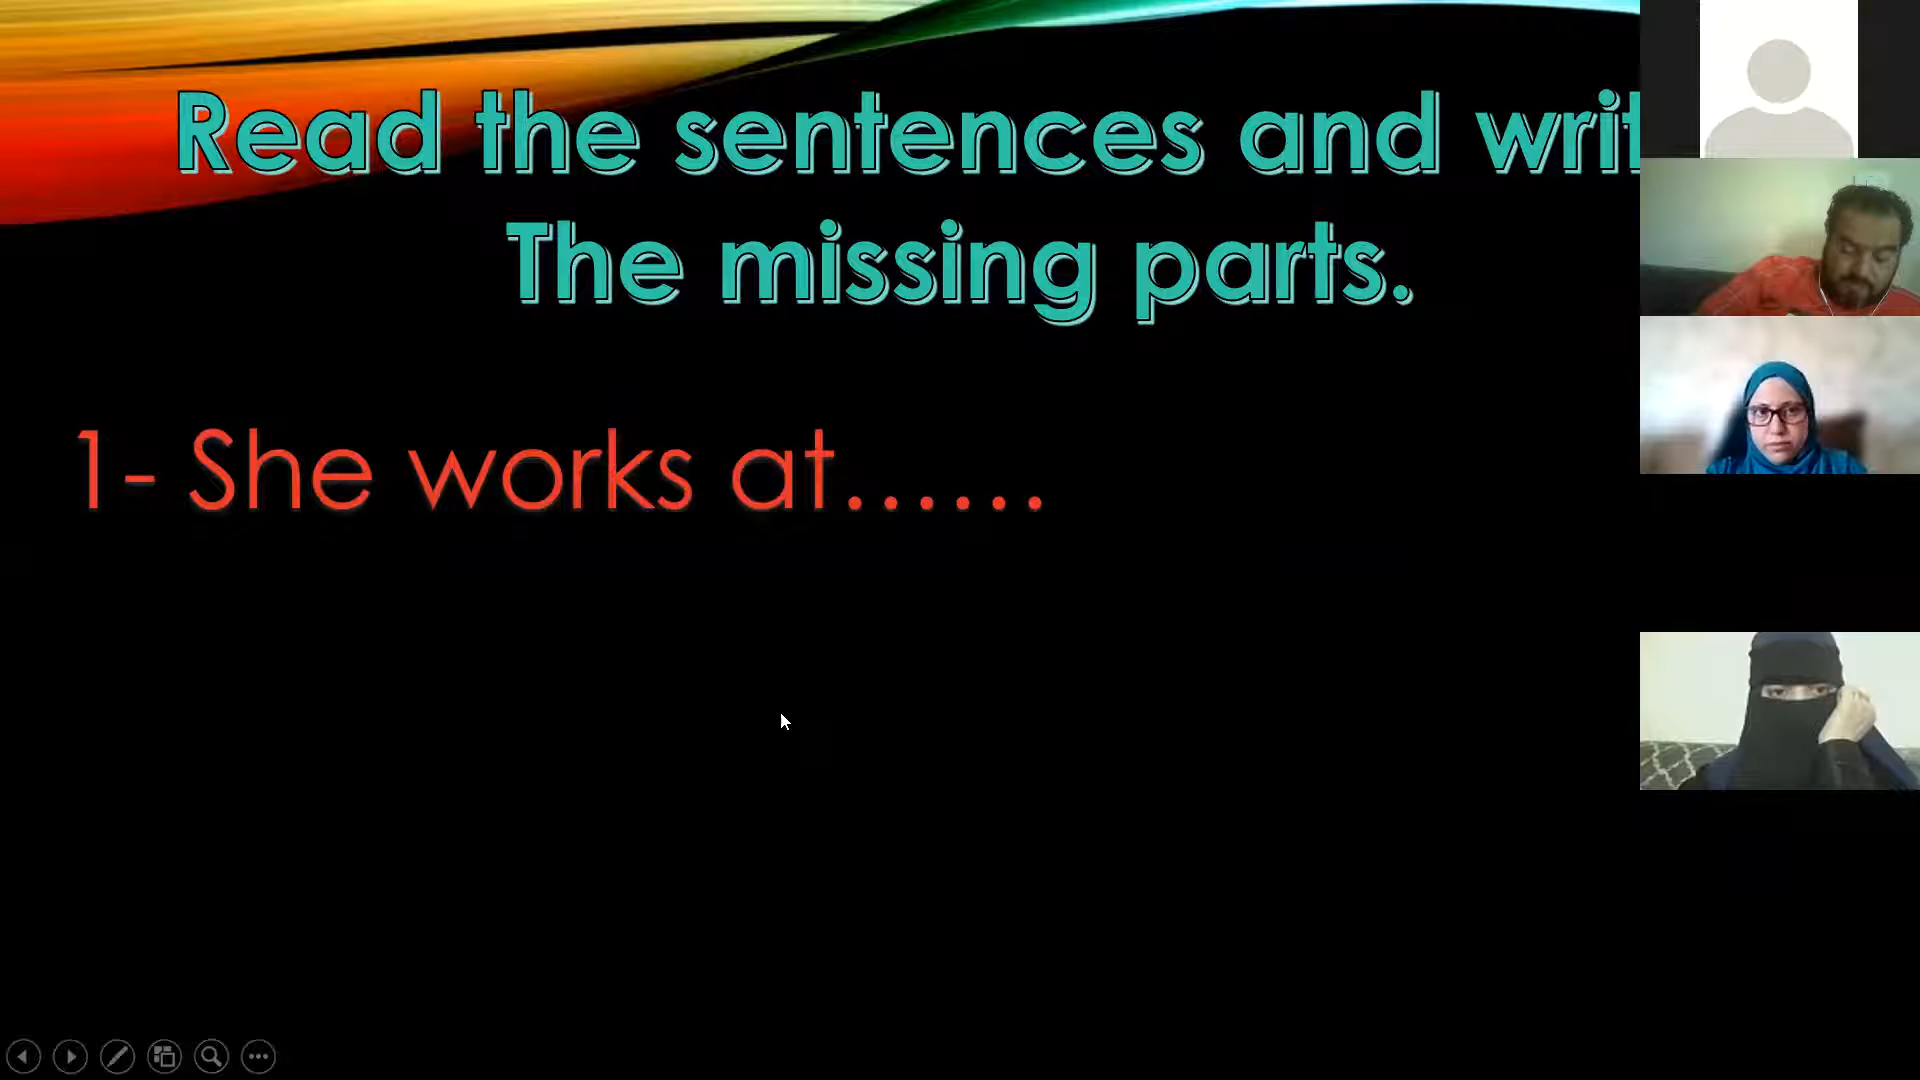 Read the sentences and writ
The missing parts.
1- She works at......